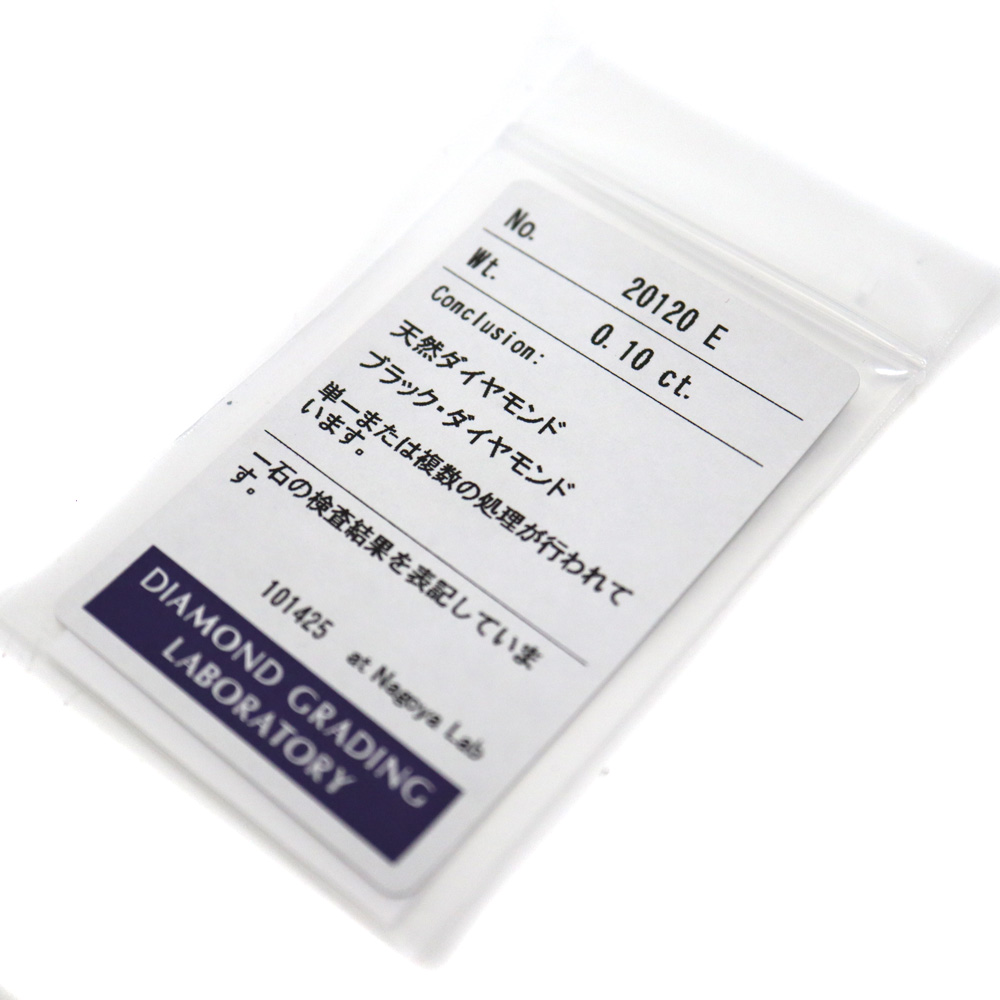 No. 20120 E
Wt. 0.10 ct.
Conclusion:
天然ダイヤモンド
ブラック・ダイヤモンド
単一または複数の処理が行われて
います。
一石の検査結果を表記していま
す。
101425 at Nagoya Lab
DIAMOND GRADING
LABORATORY